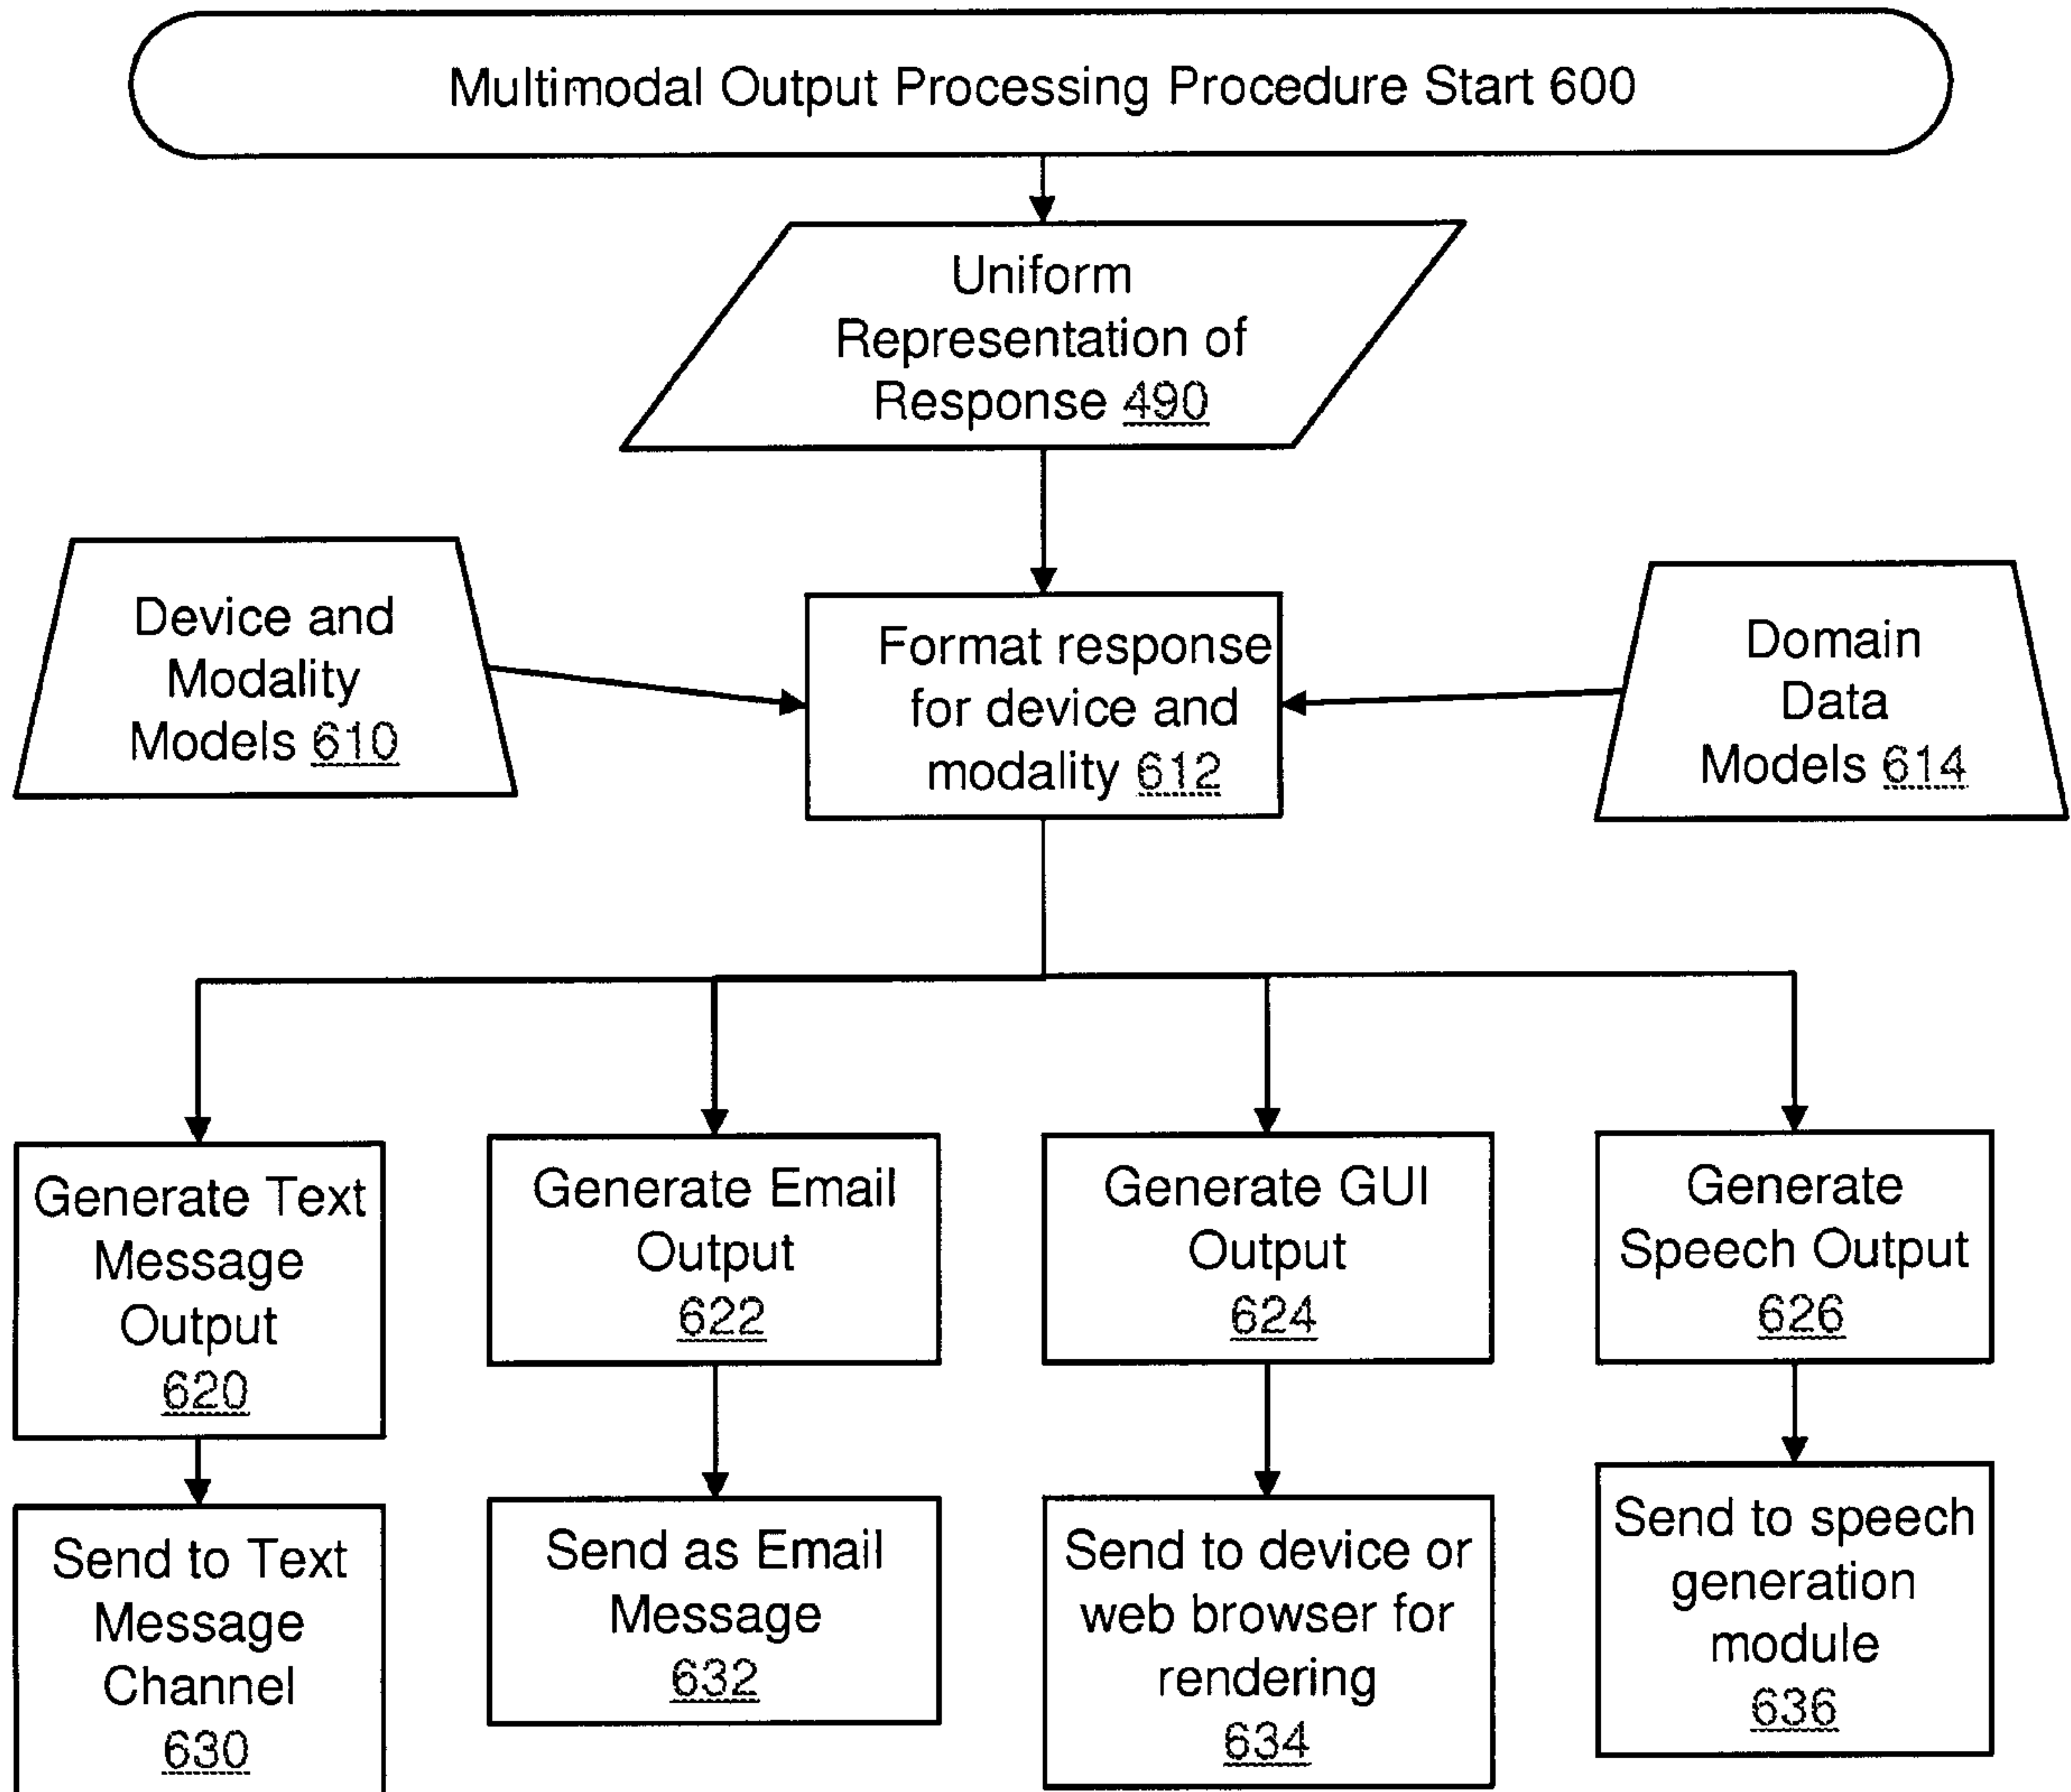 Multimodal Output Processing Procedure Start 600
Uniform
Representation of
Response 490
Device and
Modality
Models 610
Format response
for device and
modality 612
Domain
Data
Models 614
Generate Text
Message
Output
620
Generate Email
Output
622
Generate GUI
Output
624
Generate
Speech Output
626
Send to Text
Message
Channel
630
Send as Email
Message
632
Send to device or
web browser for
rendering
634
Send to speech
generation
module
636